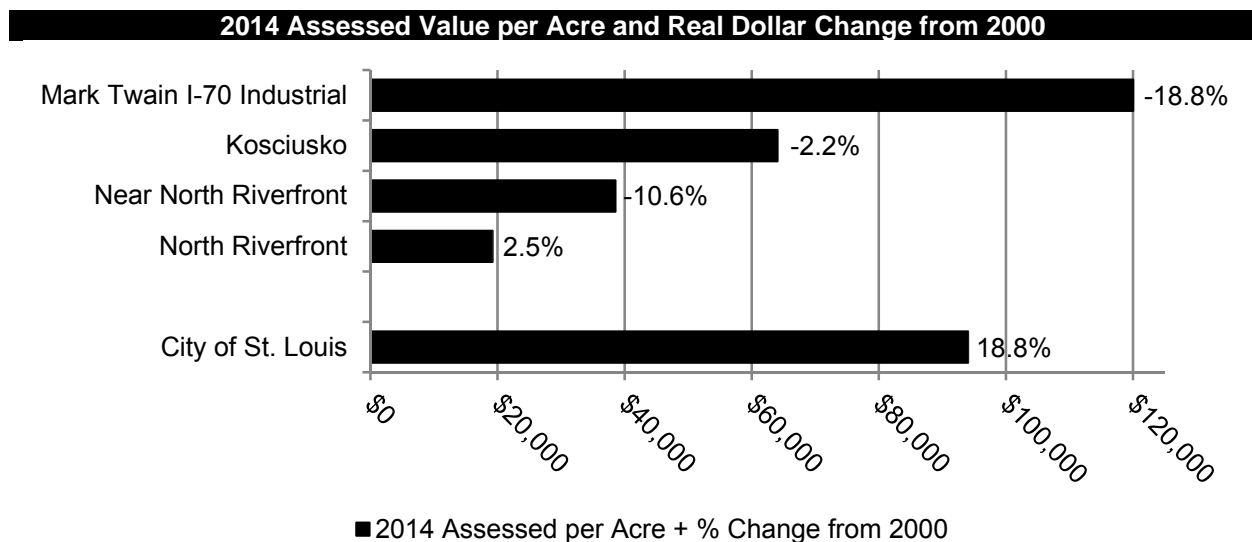 2014 Assessed Value per Acre and Real Dollar Change from 2000
Mark Twain I-70 Industrial -18.8%
Kosciusko -2.2%
Near North Riverfront -10.6%
North Riverfront 2.5%
City of St. Louis 18.8%
$0 $20,000 $40,000 $60,000 $80,000 $100,000 $120,000
2014 Assessed per Acre + % Change from 2000